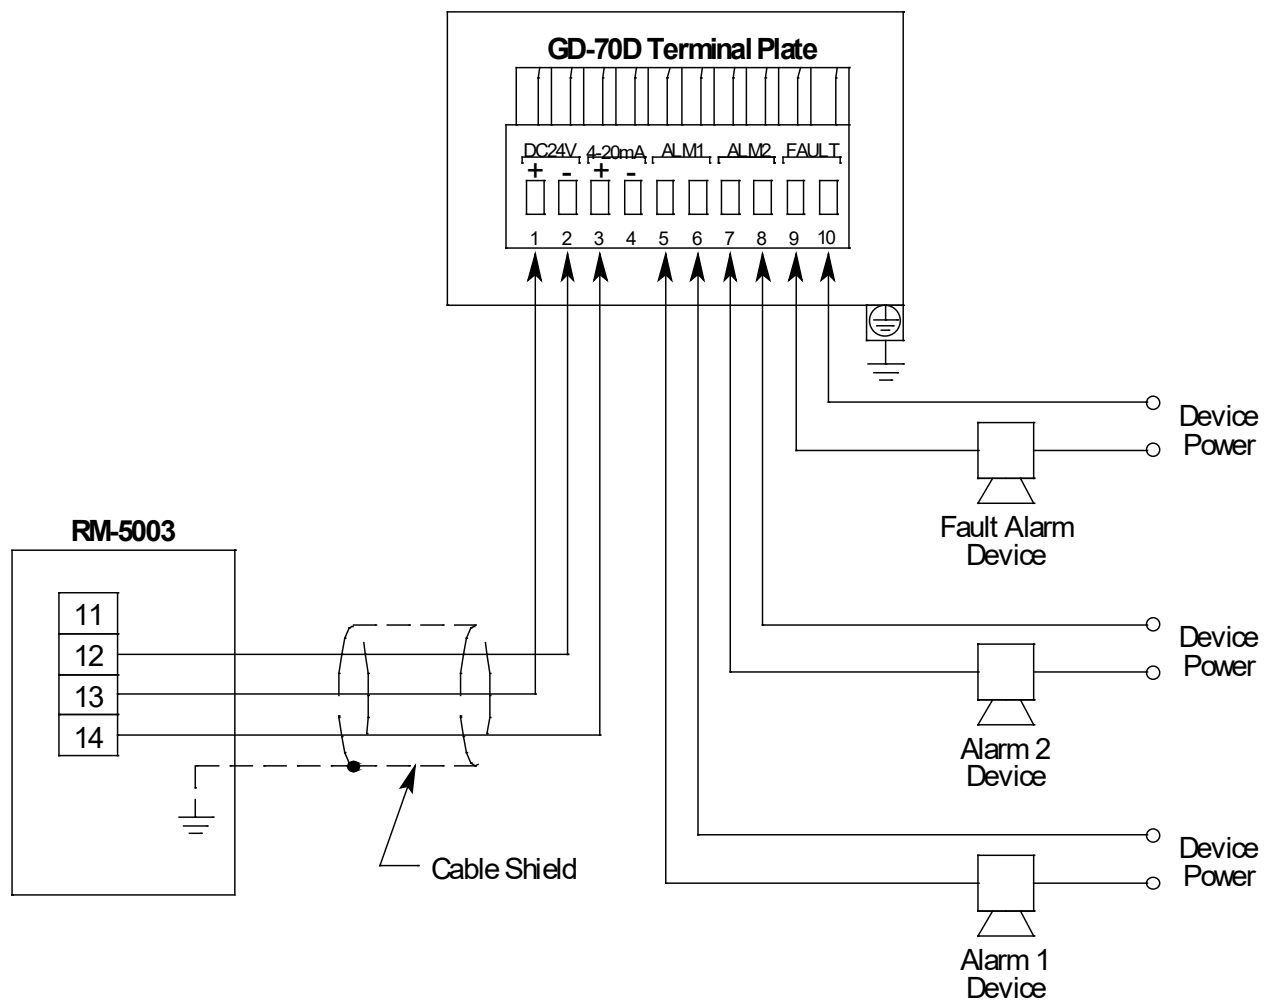 GD-70D Terminal Plate
DC24V 4-20mA ALM1 ALM2 FAULT
+ - + -
1 2 3 4 5 6 7 8 9 10
Device
Power
Fault Alarm
Device
RM-5003
11
12
13
14
Cable Shield
Device
Power
Alarm 2
Device
Device
Power
Alarm 1
Device